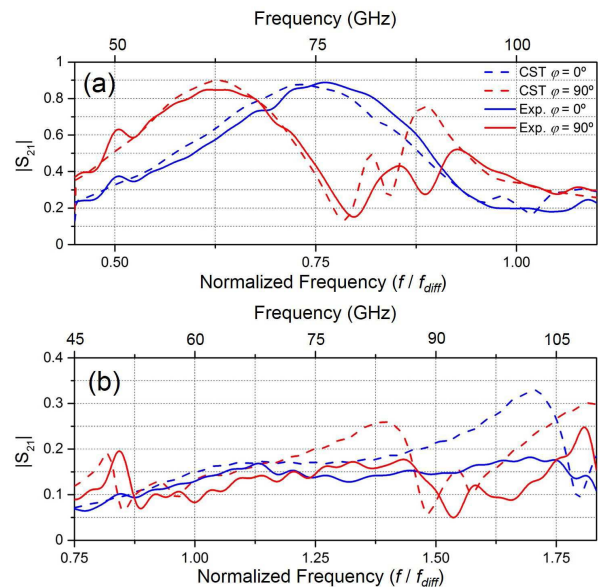 Frequency (GHz)
50 75 100
1
0.8
0.6
0.4
0.2
0
|S21|
(a)
CST φ = 0º
CST φ = 90º
Exp. φ = 0º
Exp. φ = 90º
0.50 0.75 1.00
Normalized Frequency (f / fdiff)
Frequency (GHz)
45 60 75 90 105
0.4
0.3
0.2
0.1
0
|S21|
(b)
0.75 1.00 1.25 1.50 1.75
Normalized Frequency (f / fdiff)